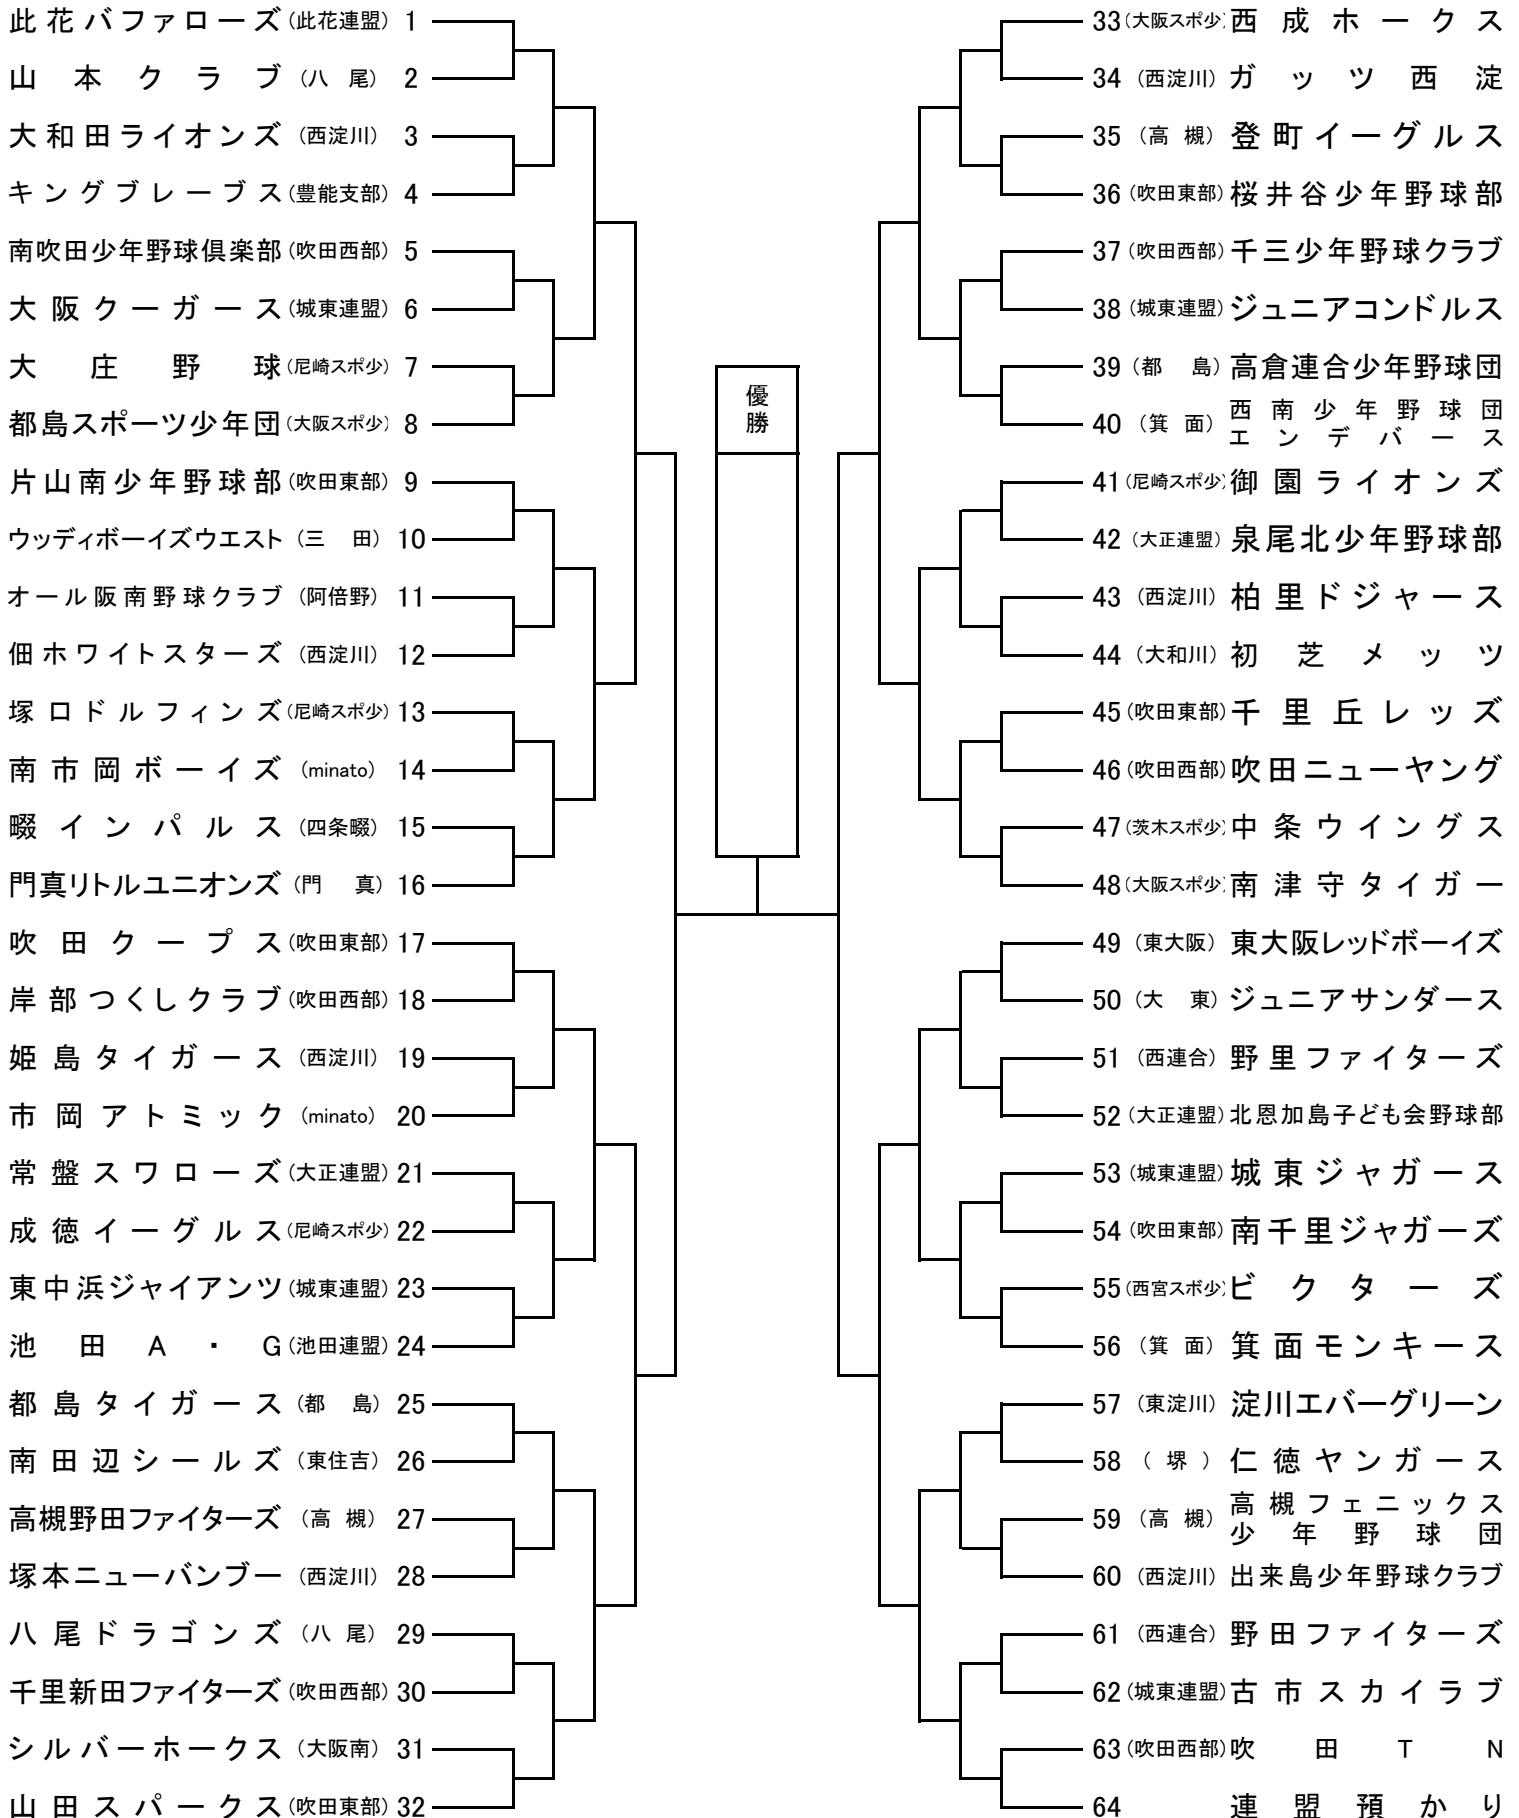 此花バファローズ(此花連盟) 1
山本クラブ(八尾) 2
大和田ライオンズ(西淀川) 3
キングブレーブス(豊能支部) 4
南吹田少年野球倶楽部(吹田西部) 5
大阪クーガース(城東連盟) 6
大庄野球(尼崎スポ少) 7
都島スポーツ少年団(大阪スポ少) 8
片山南少年野球部(吹田東部) 9
ウッディボーイズウエスト(三田) 10
オール阪南野球クラブ(阿倍野) 11
佃ホワイトスターズ(西淀川) 12
塚口ドルフィンズ(尼崎スポ少) 13
南市岡ボーイズ(minato) 14
畷インパルス(四条畷) 15
門真リトルユニオンズ(門真) 16
吹田クープス(吹田東部) 17
岸部つくしクラブ(吹田西部) 18
姫島タイガース(西淀川) 19
市岡アトミック(minato) 20
常盤スワローズ(大正連盟) 21
成徳イーグルス(尼崎スポ少) 22
東中浜ジャイアンツ(城東連盟) 23
池田A・G(池田連盟) 24
都島タイガース(都島) 25
南田辺シールズ(東住吉) 26
高槻野田ファイターズ(高槻) 27
塚本ニューバンブー(西淀川) 28
八尾ドラゴンズ(八尾) 29
千里新田ファイターズ(吹田西部) 30
シルバーホークス(大阪南) 31
山田スパークス(吹田東部) 32
優勝
33(大阪スポ少)西成ホークス
34(西淀川)ガッツ西淀
35(高槻)登町イーグルス
36(吹田東部)桜井谷少年野球部
37(吹田西部)千三少年野球クラブ
38(城東連盟)ジュニアコンドルス
39(都島)高倉連合少年野球団
40(箕面)西南少年野球団
エンデバース
41(尼崎スポ少)御園ライオンズ
42(大正連盟)泉尾北少年野球部
43(西淀川)柏里ドジャース
44(大和川)初芝メッツ
45(吹田東部)千里丘レッズ
46(吹田西部)吹田ニューヤング
47(茨木スポ少)中条ウイングス
48(大阪スポ少)南津守タイガー
49(東大阪)東大阪レッドボーイズ
50(大東)ジュニアサンダース
51(西連合)野里ファイターズ
52(大正連盟)北恩加島子ども会野球部
53(城東連盟)城東ジャガース
54(吹田東部)南千里ジャガーズ
55(西宮スポ少)ビクターズ
56(箕面)箕面モンキース
57(東淀川)淀川エバーグリーン
58(堺)仁徳ヤンガース
59(高槻)高槻フェニックス
少年野球団
60(西淀川)出来島少年野球クラブ
61(西連合)野田ファイターズ
62(城東連盟)古市スカイラブ
63(吹田西部)吹田TN
64 連盟預かり